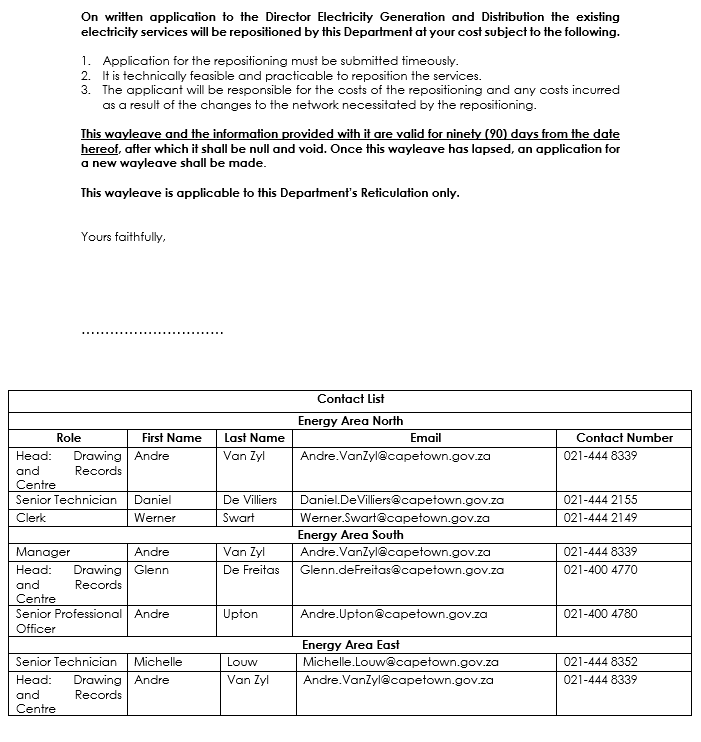 On written application to the Director Electricity Generation and Distribution the existing
electricity services will be repositioned by this Department at your cost subject to the following.
1. Application for the repositioning must be submitted timeously.
2. It is technically feasible and practicable to reposition the services.
3. The applicant will be responsible for the costs of the repositioning and any costs incurred
as a result of the changes to the network necessitated by the repositioning.
This wayleave and the information provided with it are valid for ninety (90) days from the date
hereof, after which it shall be null and void. Once this wayleave has lapsed, an application for
a new wayleave shall be made.
This wayleave is applicable to this Department's Reticulation only.
Yours faithfully,
..............................
Contact List
Energy Area North
Role First Name Last Name Email Contact Number
Head: Drawing Andre Van Zyl Andre.VanZyl@capetown.gov.za 021-444 8339
and Records
Centre
Senior Technician Daniel De Villiers Daniel.DeVilliers@capetown.gov.za 021-444 2155
Clerk Werner Swart Werner.Swart@capetown.gov.za 021-444 2149
Energy Area South
Manager Andre Van Zyl Andre.VanZyl@capetown.gov.za 021-444 8339
Head: Drawing Glenn De Freitas Glenn.deFreitas@capetown.gov.za 021-400 4770
and Records
Centre
Senior Professional Andre Upton Andre.Upton@capetown.gov.za 021-400 4780
Officer
Energy Area East
Senior Technician Michelle Louw Michelle.Louw@capetown.gov.za 021-444 8352
Head: Drawing Andre Van Zyl Andre.VanZyl@capetown.gov.za 021-444 8339
and Records
Centre